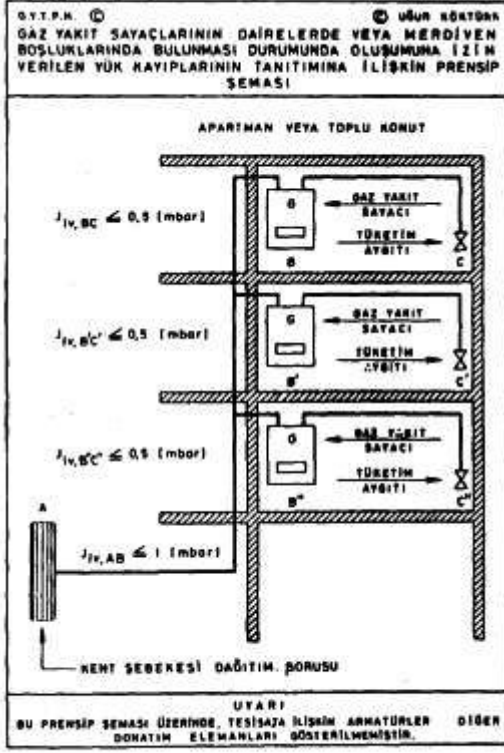 G.Y.T.P.H. ©
© UĞUR KÖKTÜRK
GAZ YAKIT SAYAÇLARININ DAİRELERDE VEYA MERDİVEN
BOŞLUKLARINDA BULUNMASI DURUMUNDA OLUŞUMUNA İZİN
VERİLEN YÜK KAYIPLARININ TANITIMINA İLİŞKİN PRENSİP
ŞEMASI
APARTMAN VEYA TOPLU KONUT
J_iv,BC ≤ 0,5 (mbar)
G
GAZ YAKIT
SAYACI
TÜKETİM
AYGITI
B
C
J_iv,B'C' ≤ 0,5 (mbar)
G
GAZ YAKIT
SAYACI
TÜKETİM
AYGITI
B'
C'
J_iv,B"C" ≤ 0,5 (mbar)
G
GAZ YAKIT
SAYACI
TÜKETİM
AYGITI
B"
C"
A
J_iv,AB ≤ 1 (mbar)
KENT ŞEBEKESİ DAĞITIM BORUSU
UYARI
BU PRENSİP ŞEMASI ÜZERİNDE, TESİSATA İLİŞKİN ARMATÜRLER DİĞER
DONATIM ELEMANLARI GÖSTERİLMEMİŞTİR.